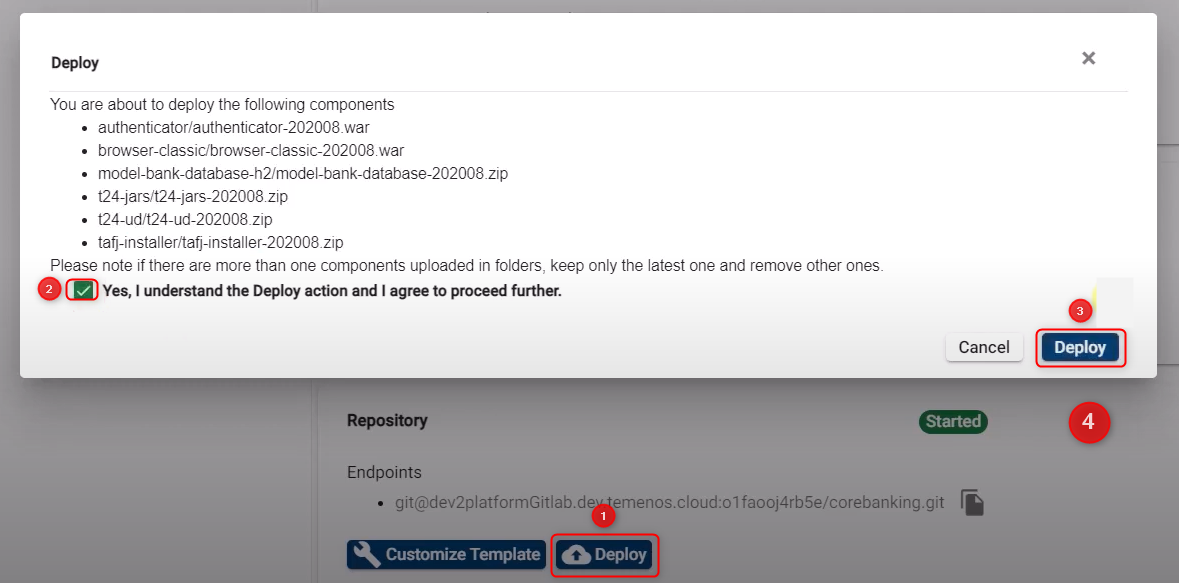 Deploy
You are about to deploy the following components
authenticator/authenticator-202008.war
browser-classic/browser-classic-202008.war
model-bank-database-h2/model-bank-database-202008.zip
t24-jars/t24-jars-202008.zip
t24-ud/t24-ud-202008.zip
tafj-installer/tafj-installer-202008.zip
Please note if there are more than one components uploaded in folders, keep only the latest one and remove other ones.
2 Yes, I understand the Deploy action and I agree to proceed further.
3
Cancel Deploy
Repository Started 4
Endpoints
git@dev2platformGitlab.dev.temenos.cloud:o1faooj4rb5e/corebanking.git
1
Customize Template Deploy